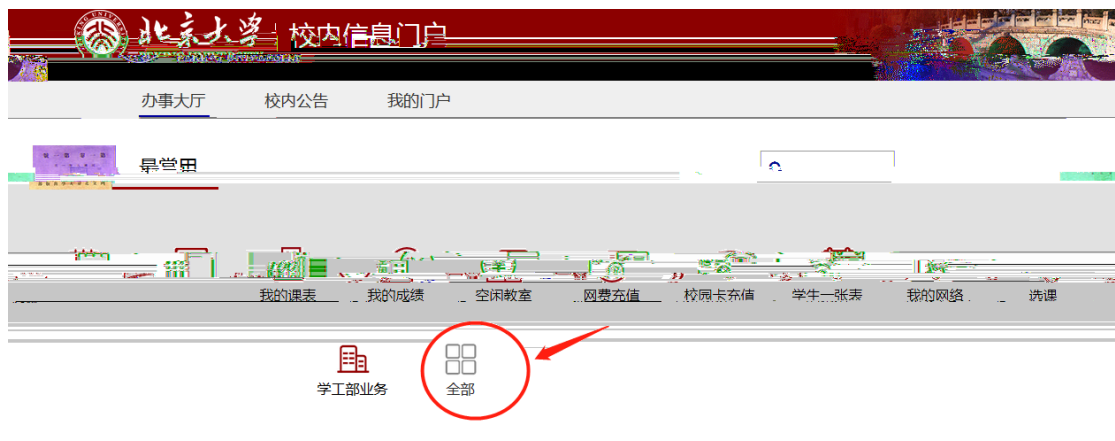 北京大学 校内信息门户
办事大厅 校内公告 我的门户
最常用
我的课表 我的成绩 空闲教室 网费充值 校园卡充值 学生一张表 我的网络 选课
学工部业务 全部